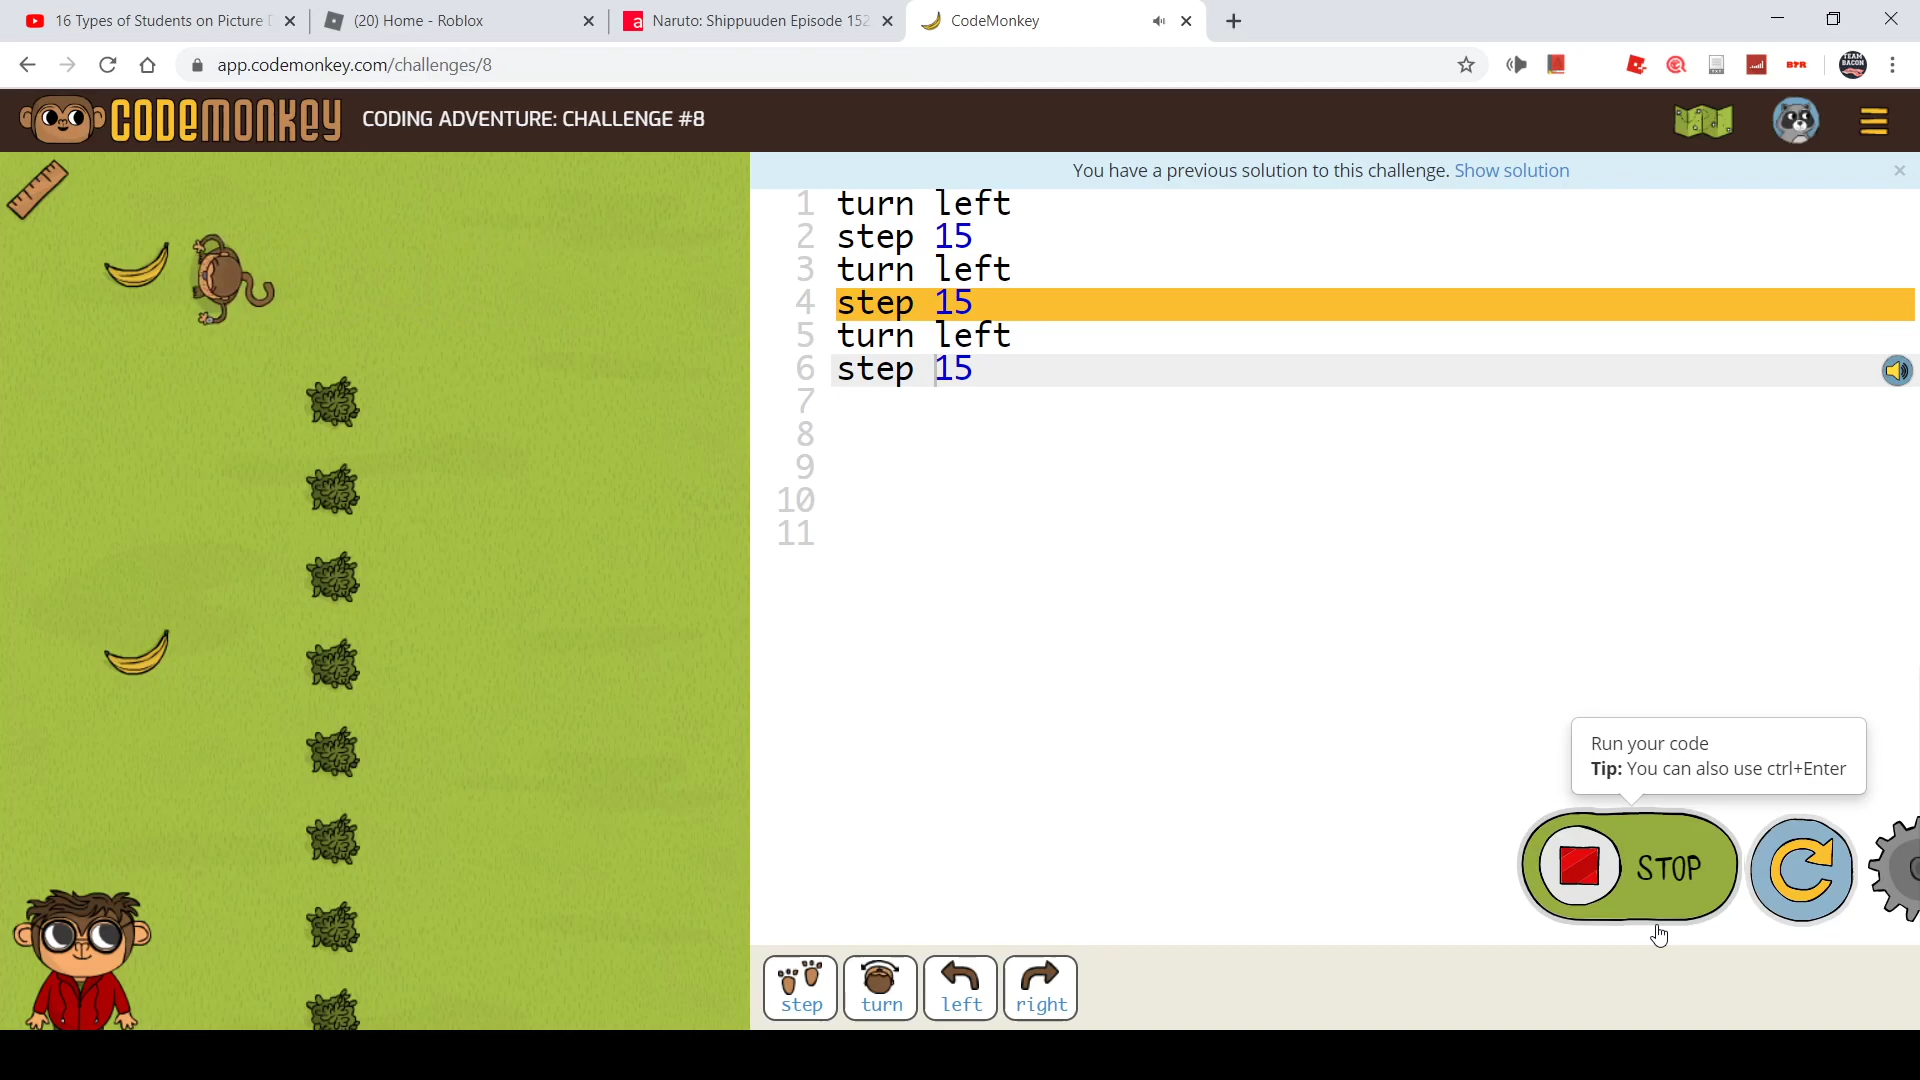 16 Types of Students on Picture D
(20) Home - Roblox
Naruto: Shippuuden Episode 152
CodeMonkey
app.codemonkey.com/challenges/8
TEAM BACON
CODEMONKEY
CODING ADVENTURE: CHALLENGE #8
You have a previous solution to this challenge. Show solution
1 turn left
2 step 15
3 turn left
4 step 15
5 turn left
6 step 15
7
8
9
10
11
Run your code
Tip: You can also use ctrl+Enter
STOP
step
turn
left
right